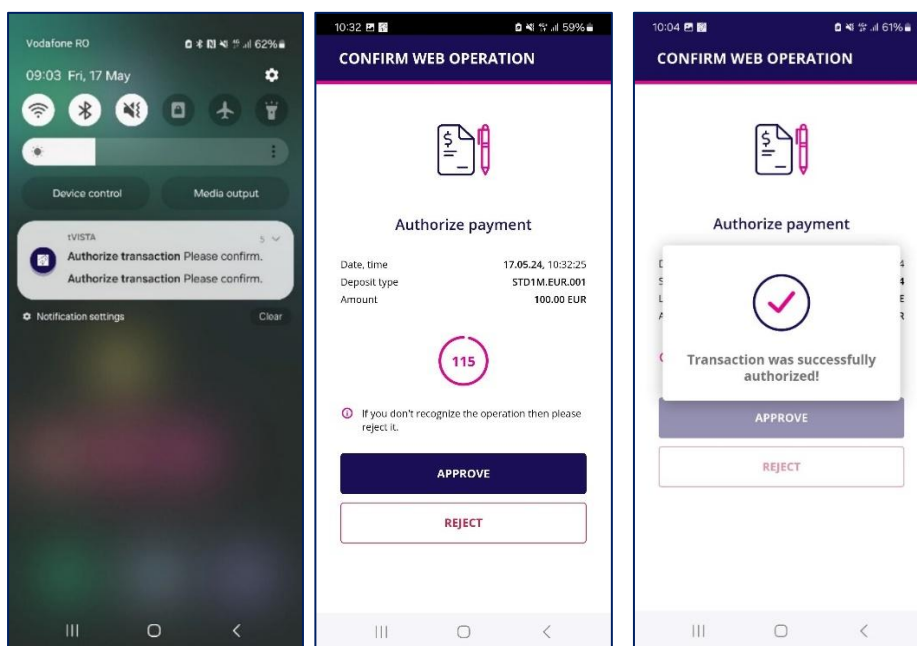 Vodafone RO
62%
09:03 Fri, 17 May
Device control
Media output
tVISTA
5
Authorize transaction Please confirm.
Authorize transaction Please confirm.
Notification settings
Clear
10:32
59%
CONFIRM WEB OPERATION
$
Authorize payment
Date, time 17.05.24, 10:32:25
Deposit type STD1M.EUR.001
Amount 100.00 EUR
115
If you don't recognize the operation then please
reject it.
APPROVE
REJECT
10:04
61%
CONFIRM WEB OPERATION
$
Authorize payment
Transaction was successfully
authorized!
APPROVE
REJECT